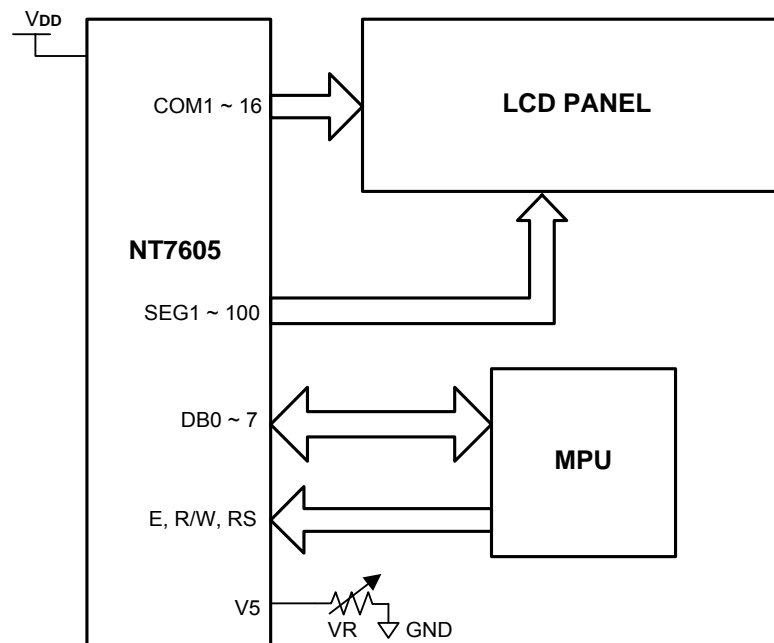 VDD
COM1 ~ 16
LCD PANEL
NT7605
SEG1 ~ 100
DB0 ~ 7
MPU
E, R/W, RS
V5
VR
GND